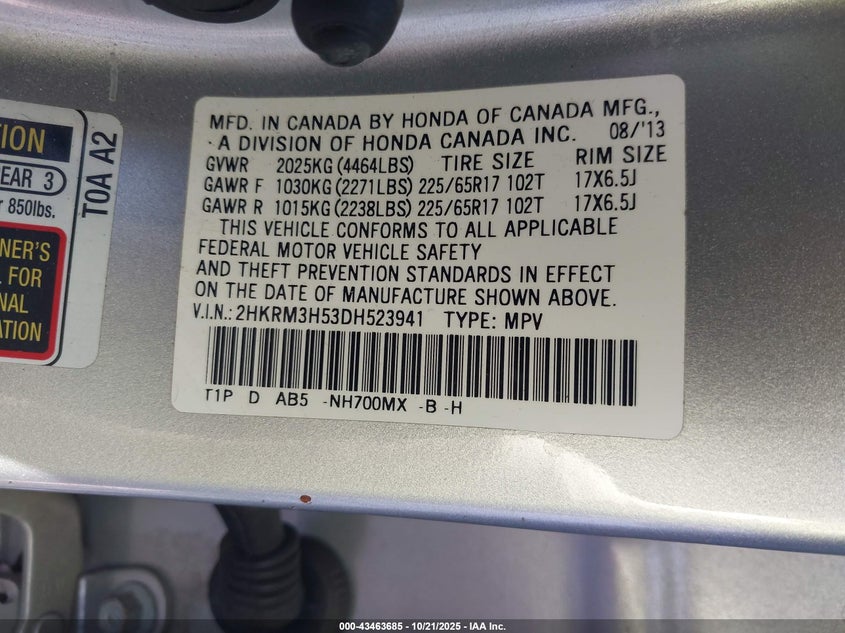 TION
EAR 3
850lbs.
NER'S
L FOR
NAL
ATION
T0A A2
MFD. IN CANADA BY HONDA OF CANADA MFG.,
A DIVISION OF HONDA CANADA INC. 08/'13
GVWR 2025KG (4464LBS) TIRE SIZE RIM SIZE
GAWR F 1030KG (2271LBS) 225/65R17 102T 17X6.5J
GAWR R 1015KG (2238LBS) 225/65R17 102T 17X6.5J
THIS VEHICLE CONFORMS TO ALL APPLICABLE
FEDERAL MOTOR VEHICLE SAFETY
AND THEFT PREVENTION STANDARDS IN EFFECT
ON THE DATE OF MANUFACTURE SHOWN ABOVE.
V.I.N.: 2HKRM3H53DH523941 TYPE: MPV
T1P D AB5 -NH700MX -B -H
000-43463685 - 10/21/2025 - IAA Inc.